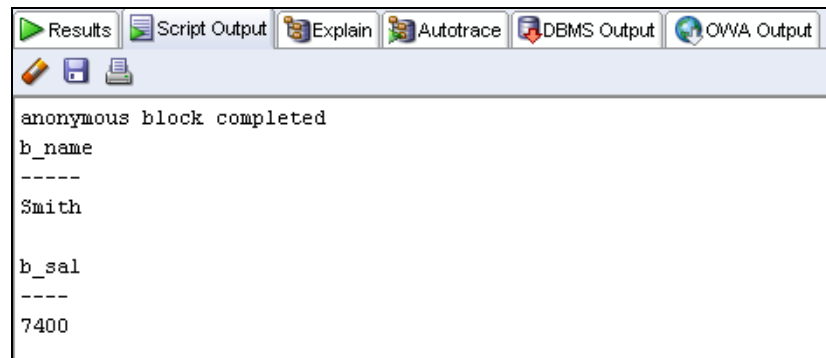 Results Script Output Explain Autotrace DBMS Output OWA Output
anonymous block completed
b_name
-----
Smith
b_sal
----
7400